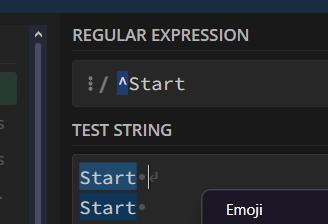 REGULAR EXPRESSION
⋮/ ^Start
TEST STRING
Start·↵
Start·
Emoji